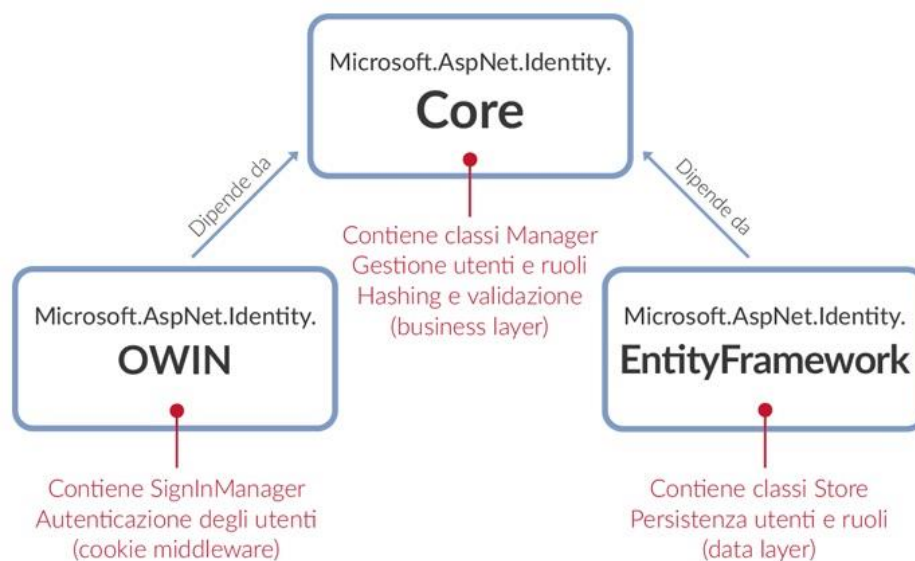 Microsoft.AspNet.Identity.
Core
Dipende da
Dipende da
Contiene classi Manager
Gestione utenti e ruoli
Hashing e validazione
(business layer)
Microsoft.AspNet.Identity.
OWIN
Microsoft.AspNet.Identity.
EntityFramework
Contiene SignInManager
Autenticazione degli utenti
(cookie middleware)
Contiene classi Store
Persistenza utenti e ruoli
(data layer)